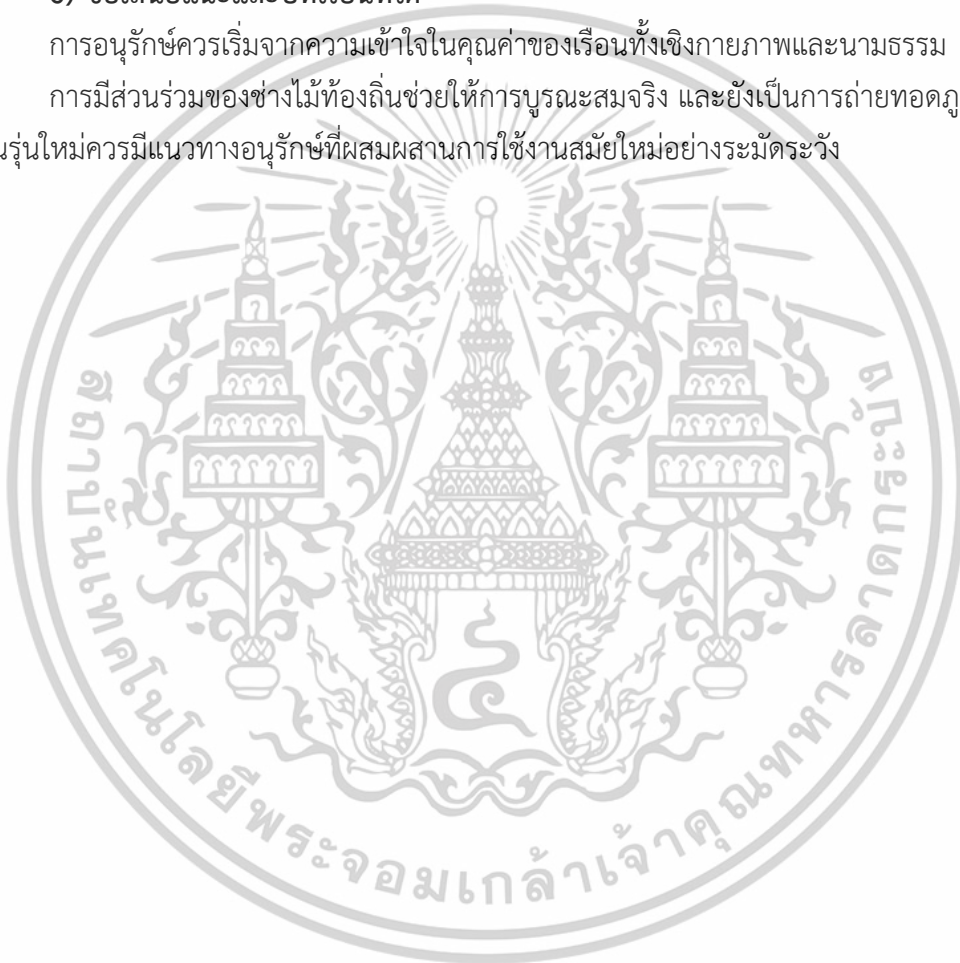 การอนุรักษ์ควรเริ่มจากความเข้าใจในคุณค่าของเรือนทั้งเชิงกายภาพและนามธรรม
การมีส่วนร่วมของช่างไม้ท้องถิ่นช่วยให้การบูรณะสมจริง และยังเป็นการถ่ายทอดภู
นรุ่นใหม่ควรมีแนวทางอนุรักษ์ที่ผสมผสานการใช้งานสมัยใหม่อย่างระมัดระวัง
สถาบันเทคโนโลยีพระจอมเกล้าเจ้าคุณทหารลาดกระบัง
๔